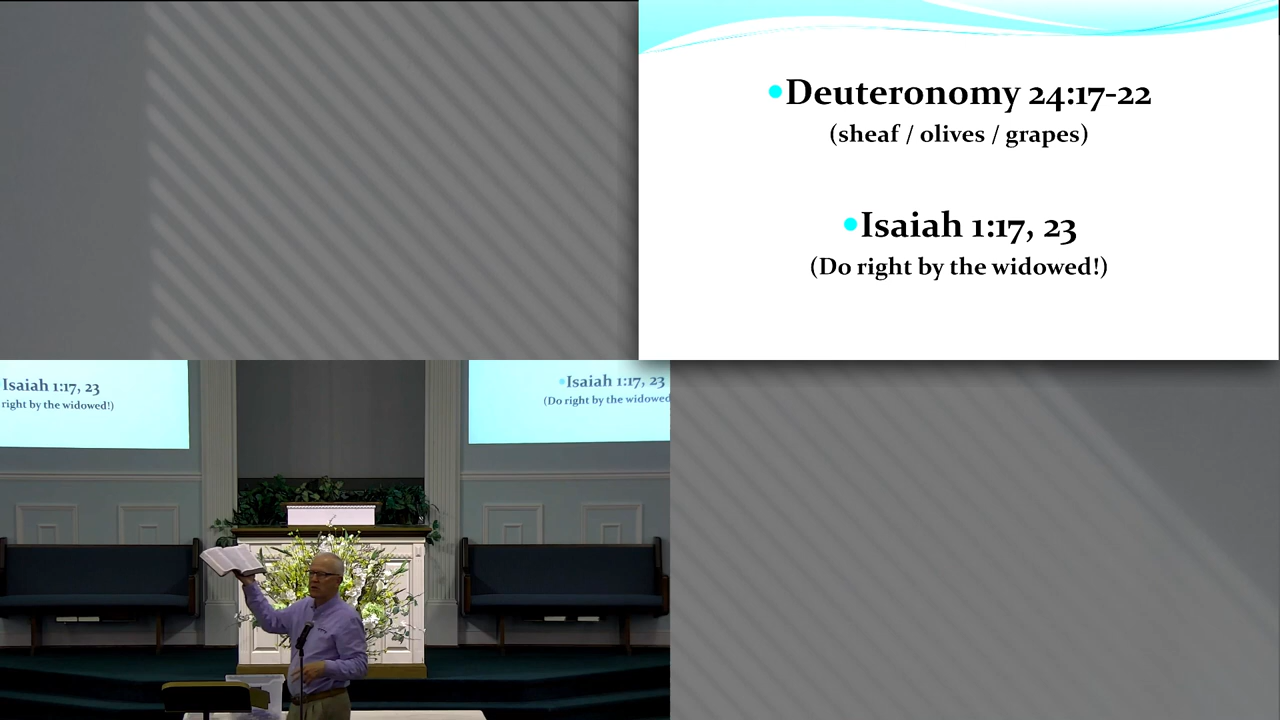 •Deuteronomy 24:17-22
(sheaf / olives / grapes)
•Isaiah 1:17, 23
(Do right by the widowed!)
Isaiah 1:17, 23
right by the widowed!)
•Isaiah 1:17, 23
(Do right by the widowed